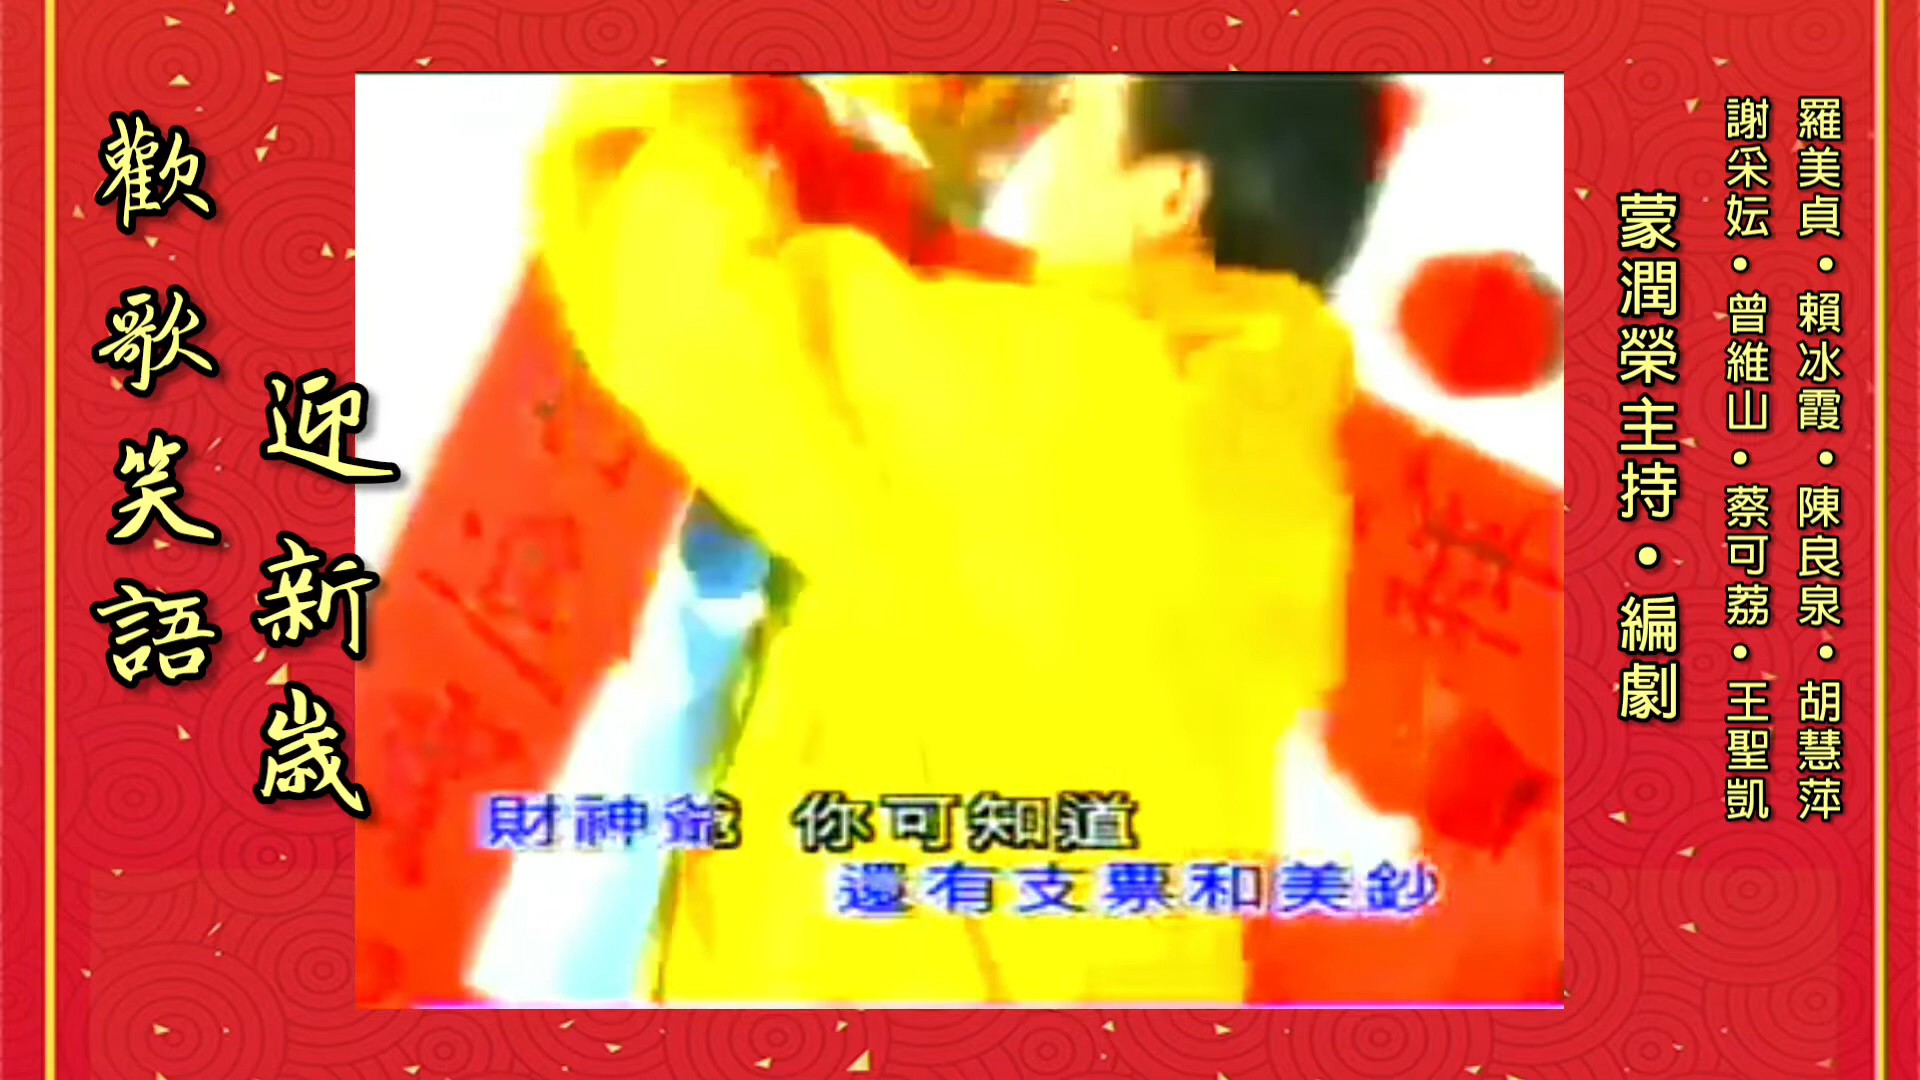 歡歌笑語
迎新歲
財神爺 你可知道
還有支票和美鈔
羅美貞•賴冰霞•陳良泉•胡慧萍
謝采妘•曾維山•蔡可荔•王聖凱
蒙潤榮主持•編劇